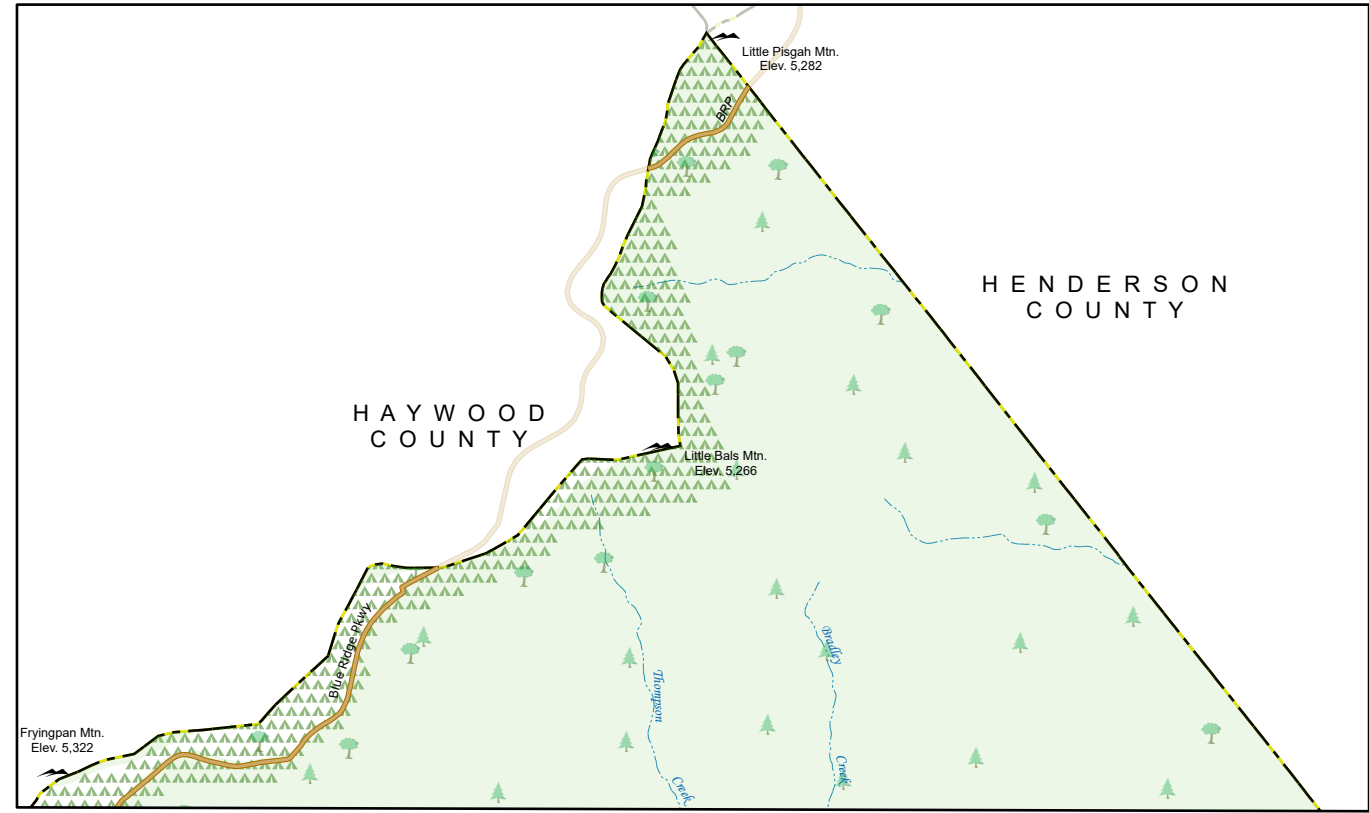 Little Pisgah Mtn.
Elev. 5,282
BRP
HENDERSON
COUNTY
HAYWOOD
COUNTY
Little Bals Mtn.
Elev. 5,266
Blue Ridge Pkwy
Bradley
Thompson
Fryingpan Mtn.
Elev. 5,322
Creek
Creek